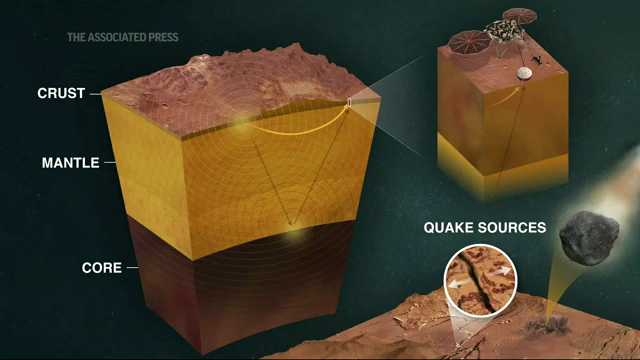 THE ASSOCIATED PRESS
CRUST
MANTLE
CORE
QUAKE SOURCES